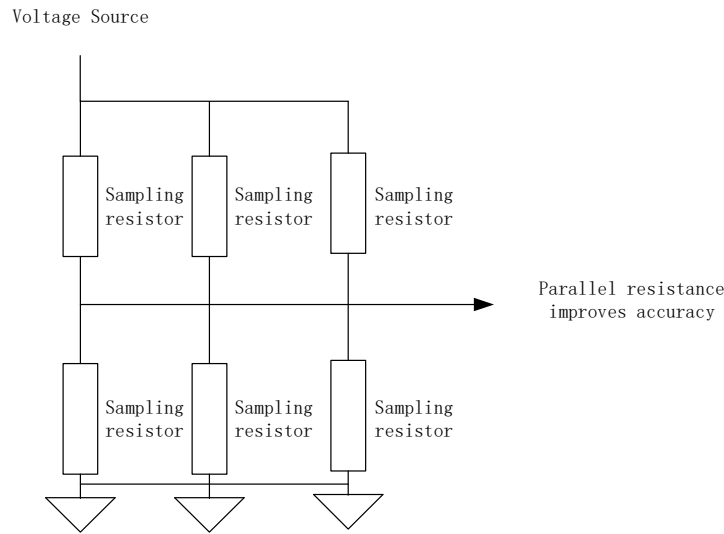 Voltage Source
Sampling
resistor
Sampling
resistor
Sampling
resistor
Parallel resistance
improves accuracy
Sampling
resistor
Sampling
resistor
Sampling
resistor